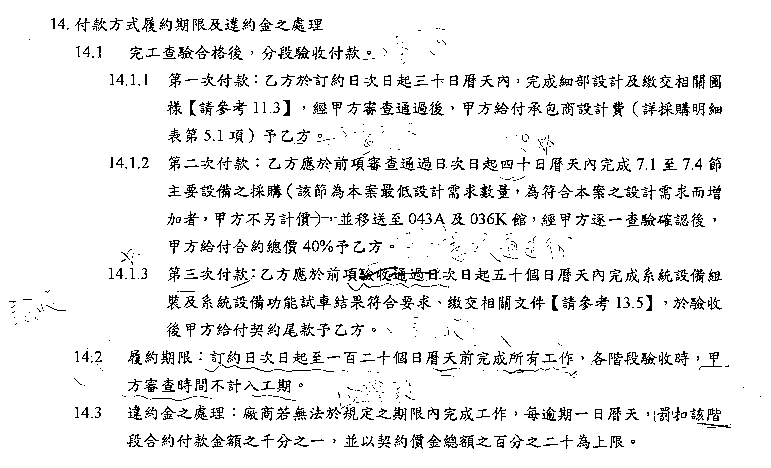 14. 付款方式履約期限及違約金之處理
14.1 完工查驗合格後，分段驗收付款。
14.1.1 第一次付款：乙方於訂約日次日起三十日曆天內，完成細部設計及繳交相關圖
樣【請參考 11.3】，經甲方審查通過後，甲方給付承包商設計費（詳採購明細
表第 5.1 項）予乙方。
14.1.2 第二次付款：乙方應於前項審查通過日次日起四十日曆天內完成 7.1 至 7.4 節
主要設備之採購（該節為本案最低設計需求數量，為符合本案之設計需求而增
加者，甲方不另計價），並移送至 043A 及 036K 館，經甲方逐一查驗確認後，
甲方給付合約總價 40%予乙方。
14.1.3 第三次付款：乙方應於前項驗收通過日次日起五十個日曆天內完成系統設備組
裝及系統設備功能試車結果符合要求、繳交相關文件【請參考 13.5】，於驗收
後甲方給付契約尾款予乙方。
14.2 履約期限：訂約日次日起至一百二十個日曆天前完成所有工作，各階段驗收時，甲
方審查時間不計入工期。
14.3 違約金之處理：廠商若無法於規定之期限內完成工作，每逾期一日曆天，罰扣該階
段合約付款金額之千分之一，並以契約價金總額之百分之二十為上限。